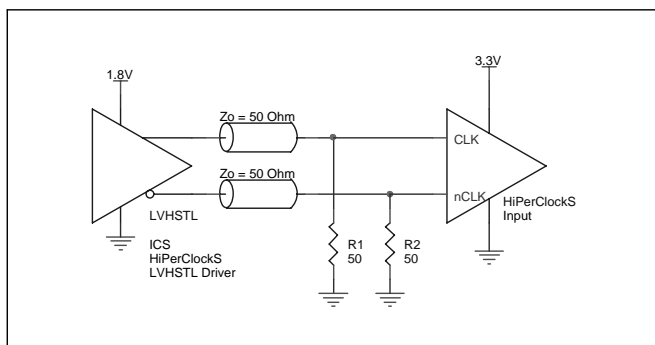 1.8V
3.3V
Zo = 50 Ohm
CLK
Zo = 50 Ohm
nCLK
HiPerClockS
Input
LVHSTL
ICS
HiPerClockS
LVHSTL Driver
R1
50
R2
50